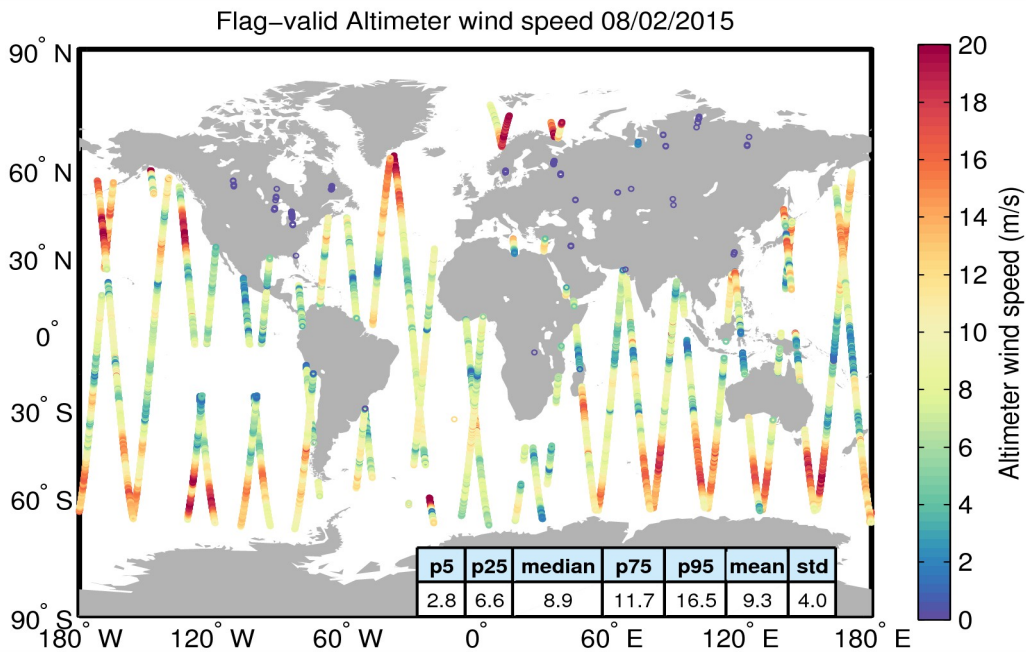 Flag−valid Altimeter wind speed 08/02/2015
90° N
60° N
30° N
0°
30° S
60° S
90° S
180° W
120° W
60° W
0°
60° E
120° E
180° E
p5 p25 median p75 p95 mean std
2.8 6.6 8.9 11.7 16.5 9.3 4.0
20
18
16
14
12
10
8
6
4
2
0
Altimeter wind speed (m/s)